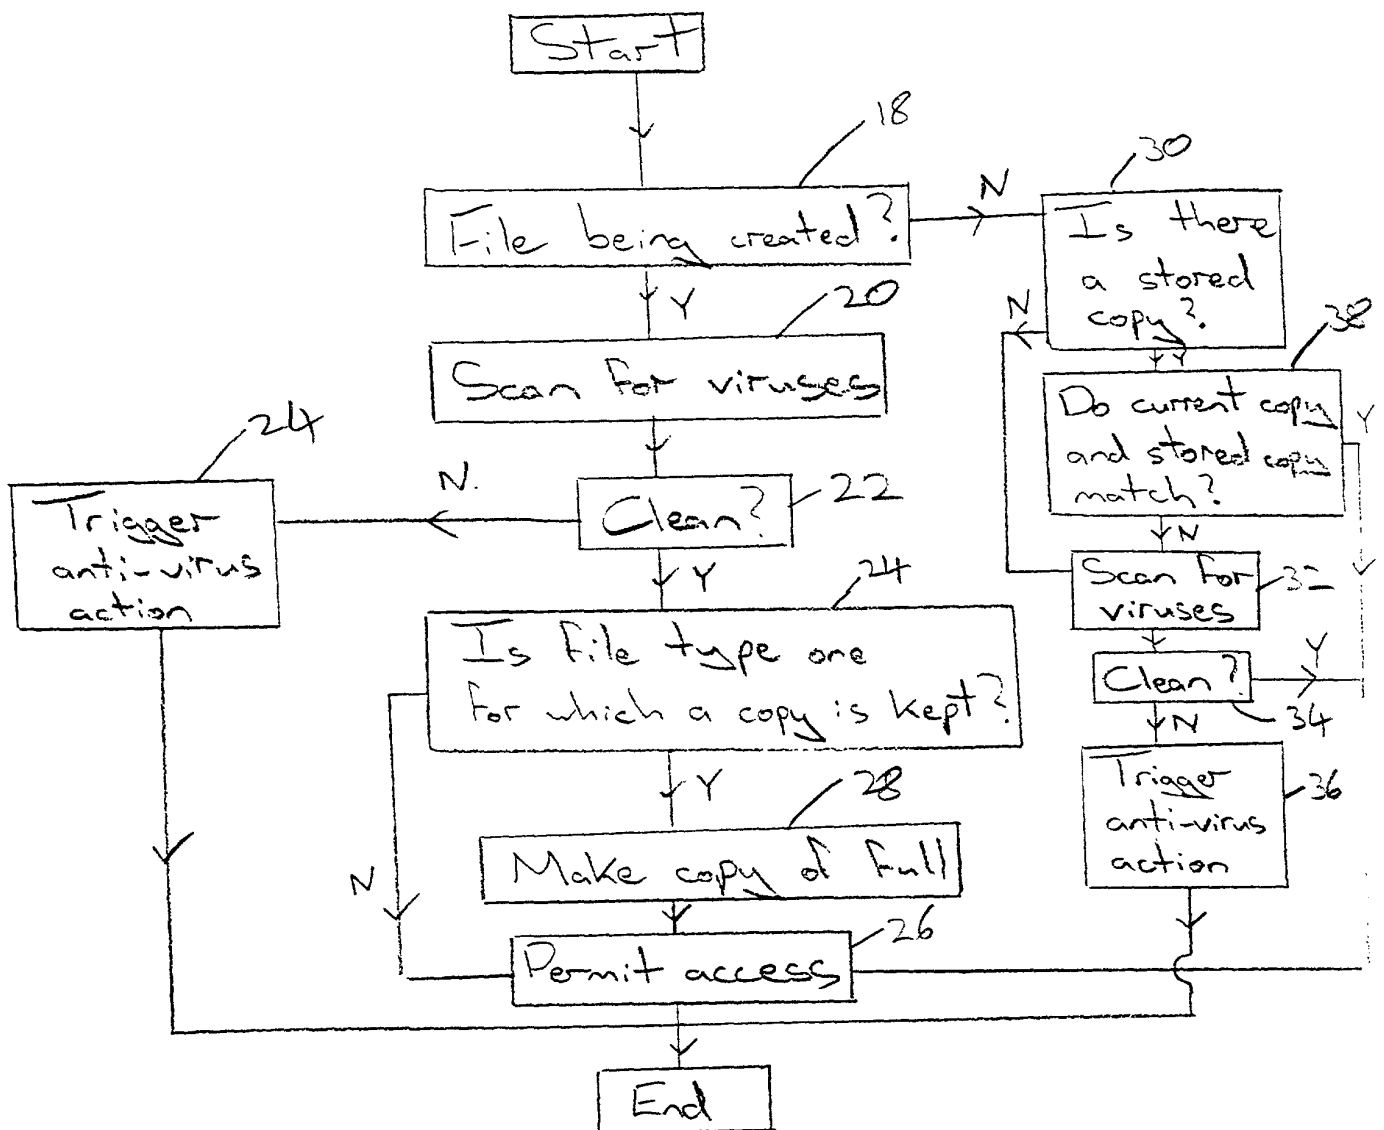 Start
18
File being created?
N
30
Is there
a stored
copy?
Y
20
N
Y
38
Scan for viruses
Do current copy
and stored copy
match?
Y
24
Trigger
anti-virus
action
N.
Clean?
22
N
Scan for
viruses
32
Y
24
Is file type one
for which a copy is kept?
Clean?
Y
34
N
Y
28
Trigger
anti-virus
action
36
Make copy of full
N
26
Permit access
End